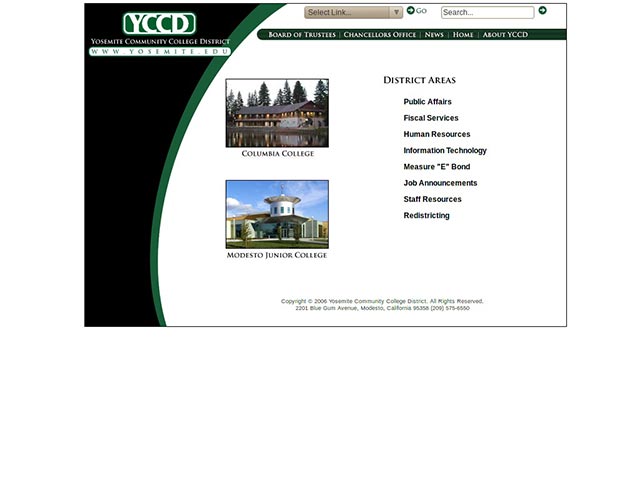 YCCD
Yosemite Community College District
www.yosemite.edu
Select Link...
Go
Search...
Board of Trustees | Chancellors Office | News | Home | About YCCD
District Areas
Public Affairs
Fiscal Services
Human Resources
Information Technology
Measure "E" Bond
Job Announcements
Staff Resources
Redistricting
Columbia College
Modesto Junior College
Copyright © 2006 Yosemite Community College District. All Rights Reserved.
2201 Blue Gum Avenue, Modesto, California 95358 (209) 575-6550